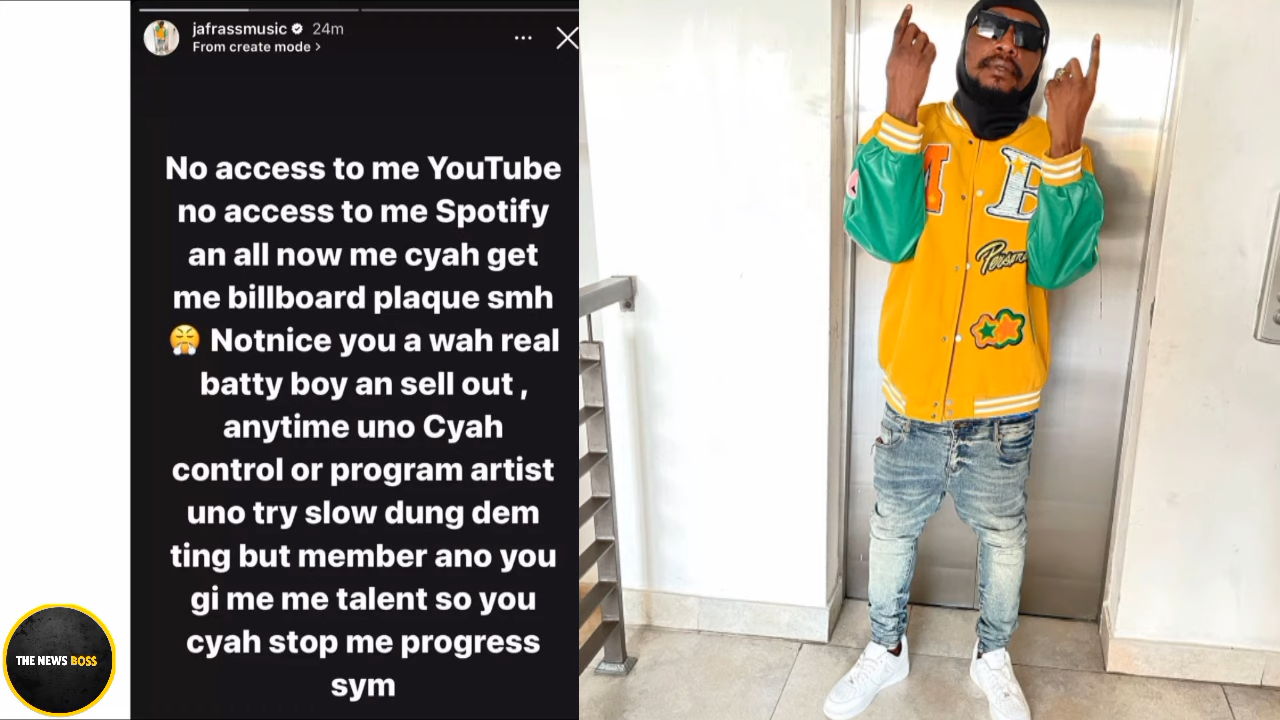 jafrassmusic 24m
From create mode >
No access to me YouTube
no access to me Spotify
an all now me cyah get
me billboard plaque smh
😤 Notnice you a wah real
batty boy an sell out ,
anytime uno Cyah
control or program artist
uno try slow dung dem
ting but member ano you
gi me me talent so you
cyah stop me progress
sym
THE NEWS BOSS